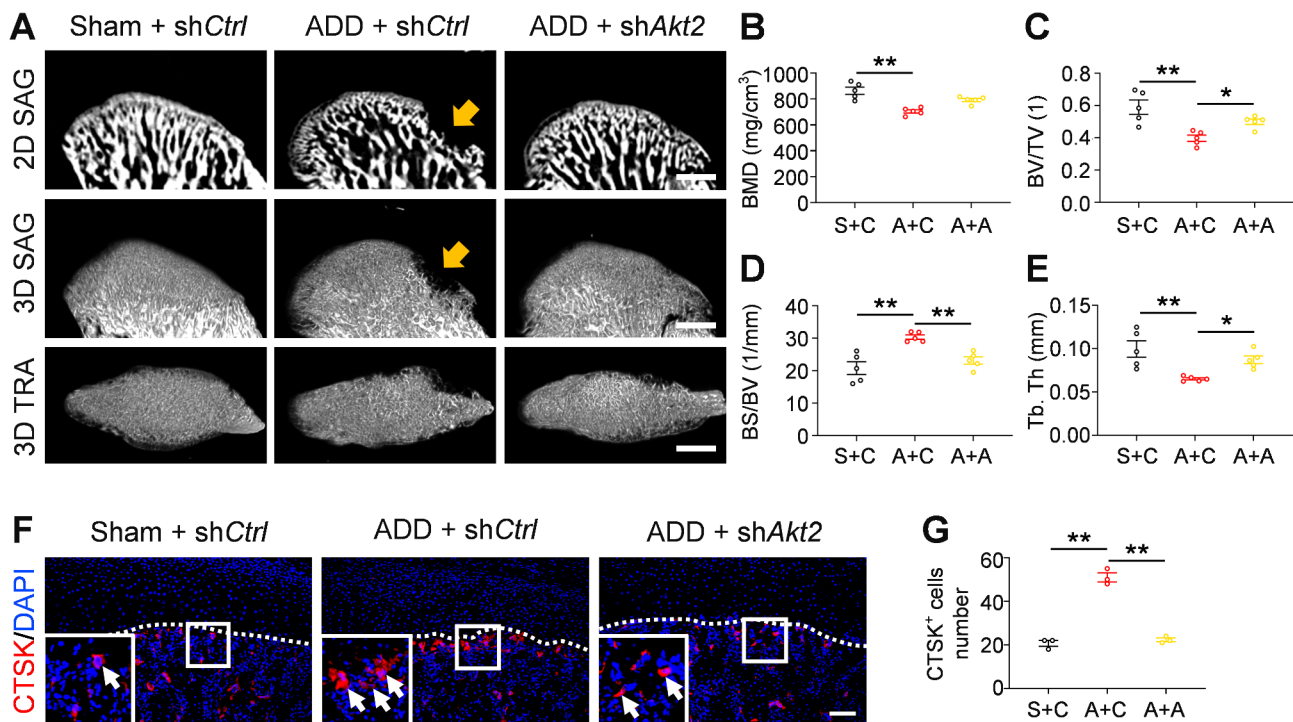 A
Sham + shCtrl
ADD + shCtrl
ADD + shAkt2
2D SAG
3D SAG
3D TRA
B
**
BMD (mg/cm³)
1000
800
600
400
200
0
S+C
A+C
A+A
C
**
*
BV/TV (1)
0.8
0.6
0.4
0.2
0.0
S+C
A+C
A+A
D
**
**
BS/BV (1/mm)
40
30
20
10
0
S+C
A+C
A+A
E
**
*
Tb. Th (mm)
0.15
0.10
0.05
0.00
S+C
A+C
A+A
F
Sham + shCtrl
ADD + shCtrl
ADD + shAkt2
CTSK/DAPI
G
**
**
CTSK⁺ cells
number
60
40
20
0
S+C
A+C
A+A